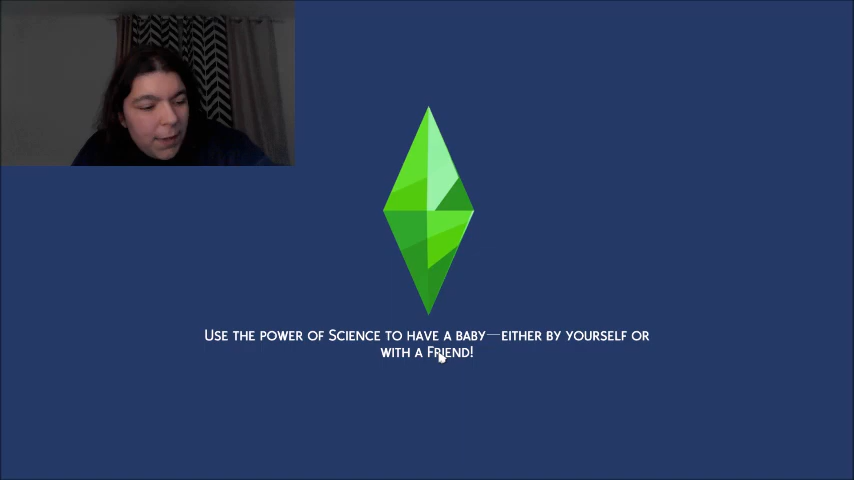 Use the power of Science to have a baby—either by yourself or
with a Friend!